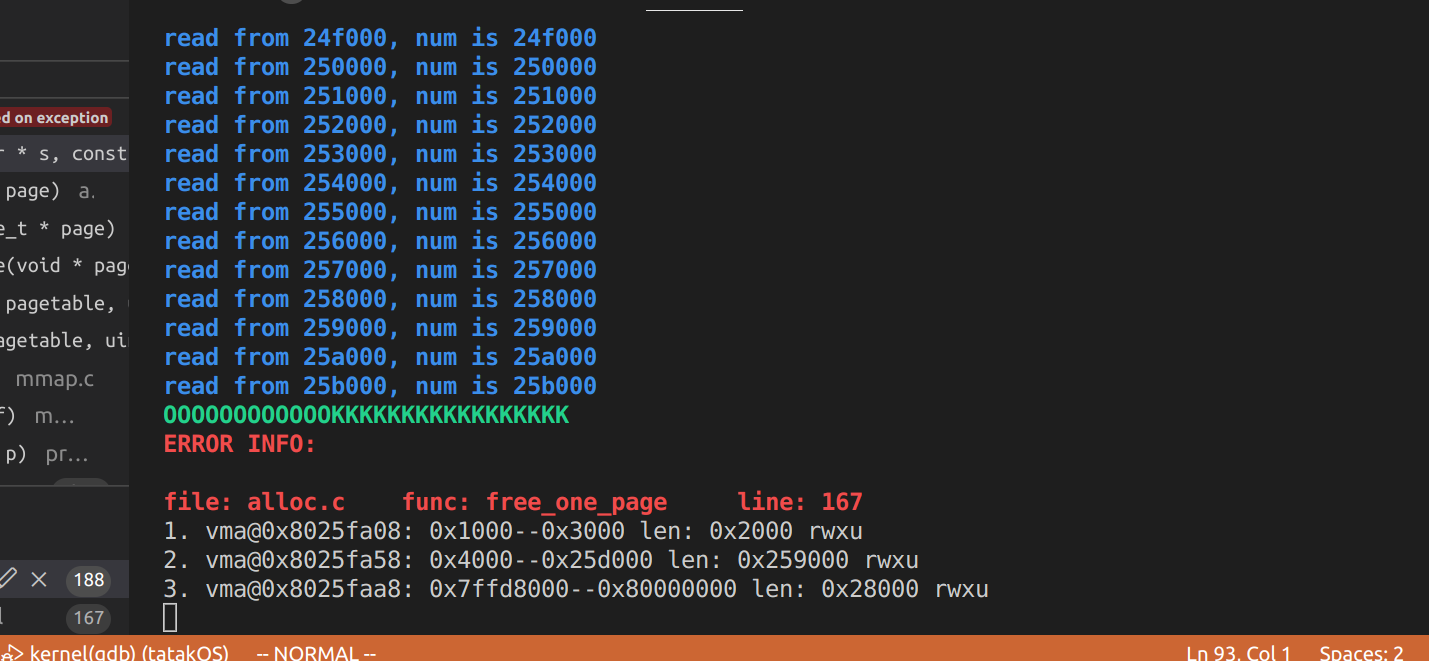 read from 24f000, num is 24f000
read from 250000, num is 250000
read from 251000, num is 251000
read from 252000, num is 252000
read from 253000, num is 253000
read from 254000, num is 254000
read from 255000, num is 255000
read from 256000, num is 256000
read from 257000, num is 257000
read from 258000, num is 258000
read from 259000, num is 259000
read from 25a000, num is 25a000
read from 25b000, num is 25b000
OOOOOOOOOOOOKKKKKKKKKKKKKKKKK
ERROR INFO:
file: alloc.c func: free_one_page line: 167
1. vma@0x8025fa08: 0x1000--0x3000 len: 0x2000 rwxu
2. vma@0x8025fa58: 0x4000--0x25d000 len: 0x259000 rwxu
3. vma@0x8025faa8: 0x7ffd8000--0x80000000 len: 0x28000 rwxu
on exception
* s, const
page) a.
* page)
(void * pag
pagetable,
mmap.c
) m...
p) pr...
188
167
kernel(gdb) (tatakOS) -- NORMAL -- Ln 93, Col 1 Spaces: 2